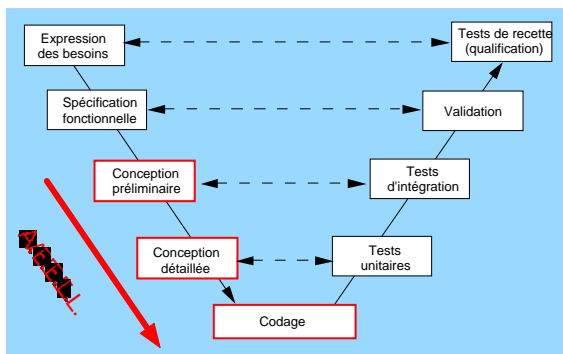 Expression
des besoins
Tests de recette
(qualification)
Spécification
fonctionnelle
Validation
Conception
préliminaire
Tests
d'intégration
Conception
détaillée
Tests
unitaires
Codage